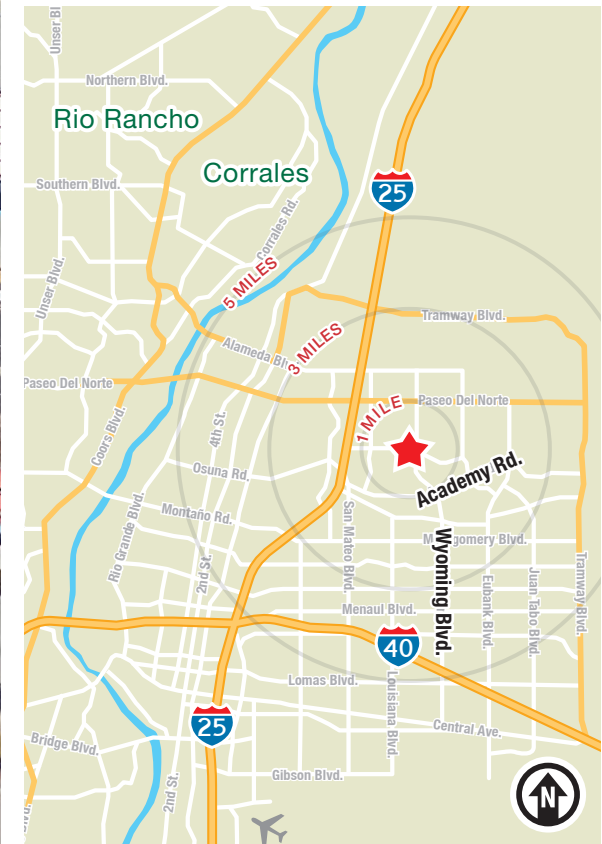 Unser Blvd.
Northern Blvd.
Rio Rancho
Corrales
25
Southern Blvd.
Corrales Rd.
Unser Blvd.
5 MILES
Tramway Blvd.
3 MILES
Alameda Blvd.
Paseo Del Norte
Paseo Del Norte
1 MILE
4th St.
Coors Blvd.
Academy Rd.
Osuna Rd.
Rio Grande Blvd.
San Mateo Blvd.
Montaño Rd.
Wyoming Blvd.
Montgomery Blvd.
2nd St.
Eubank Blvd.
Juan Tabo Blvd.
Tramway Blvd.
Menaul Blvd.
40
Lomas Blvd.
Louisiana Blvd.
25
Central Ave.
Bridge Blvd.
Gibson Blvd.
2nd St.
N